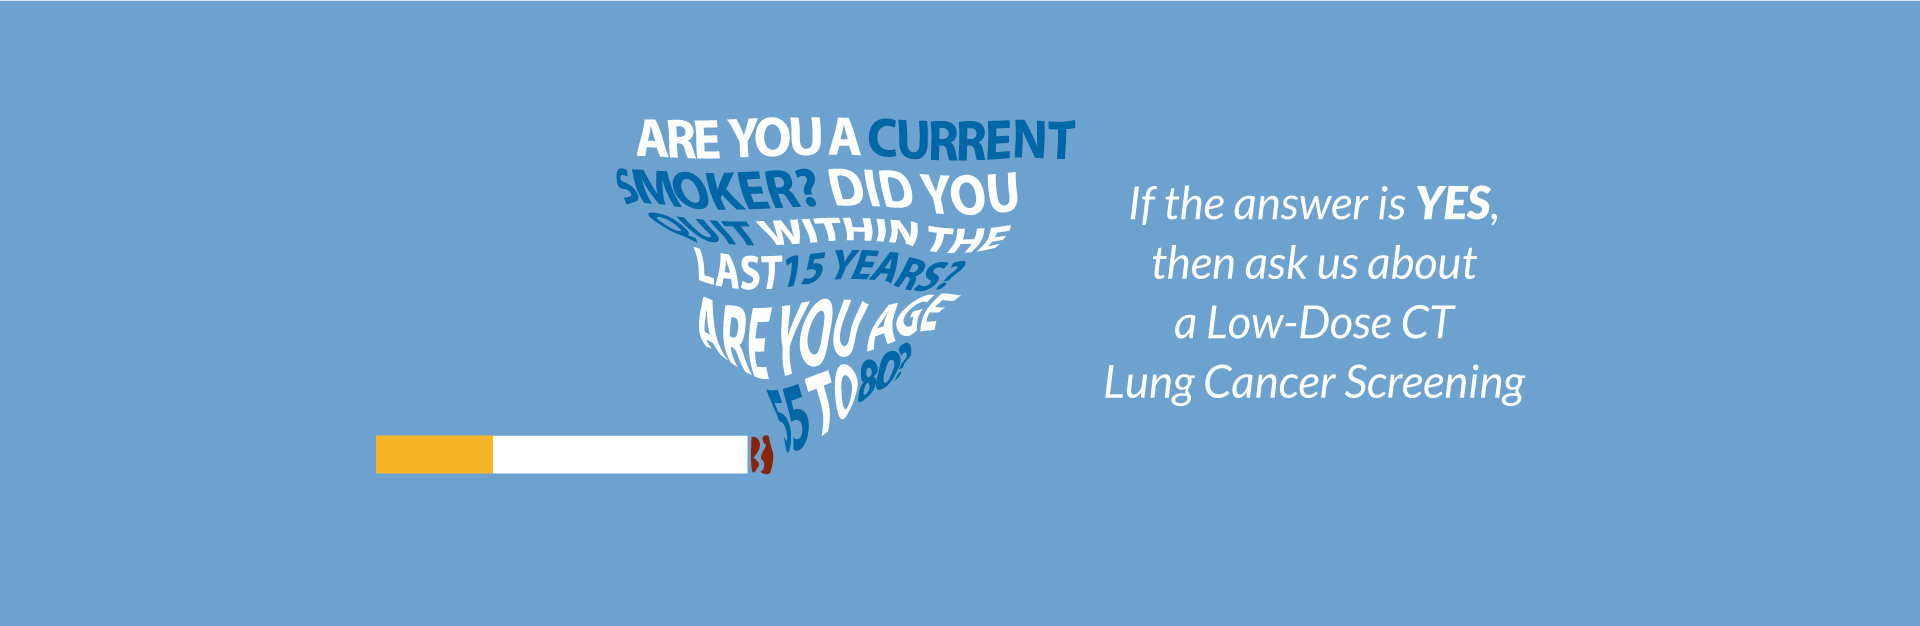 ARE YOU A CURRENT
SMOKER? DID YOU
QUIT WITHIN THE
LAST 15 YEARS?
ARE YOU AGE
55 TO 80?
If the answer is YES,
then ask us about
a Low-Dose CT
Lung Cancer Screening